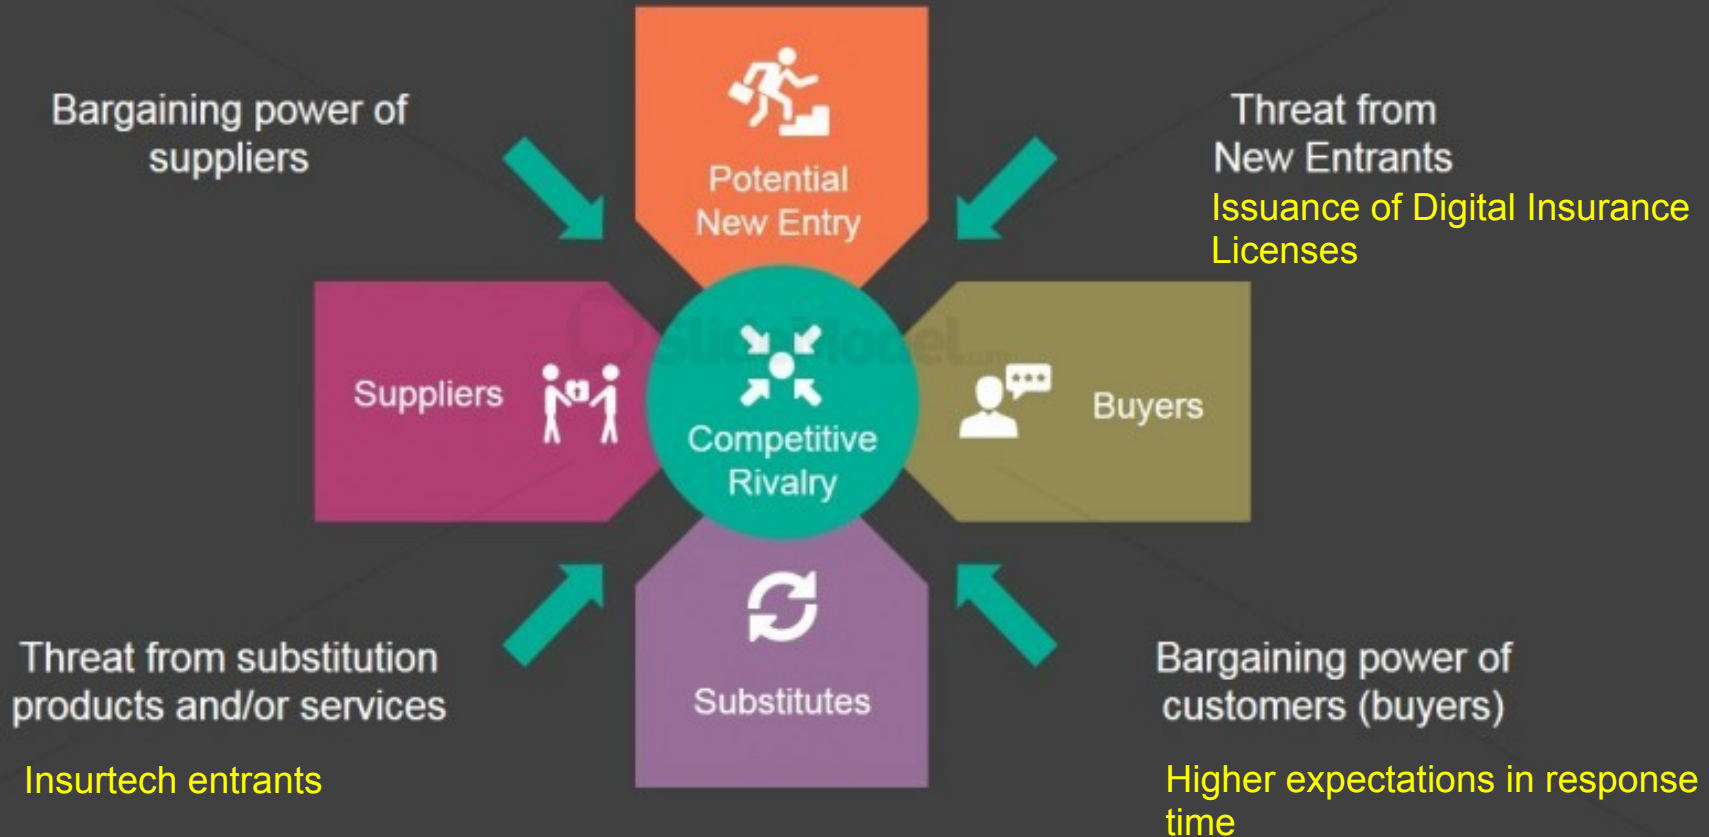 Bargaining power of
suppliers
Potential
New Entry
Threat from
New Entrants
Issuance of Digital Insurance
Licenses
Suppliers
SlideModel.com
Competitive
Rivalry
Buyers
Threat from substitution
products and/or services
Insurtech entrants
Substitutes
Bargaining power of
customers (buyers)
Higher expectations in response
time